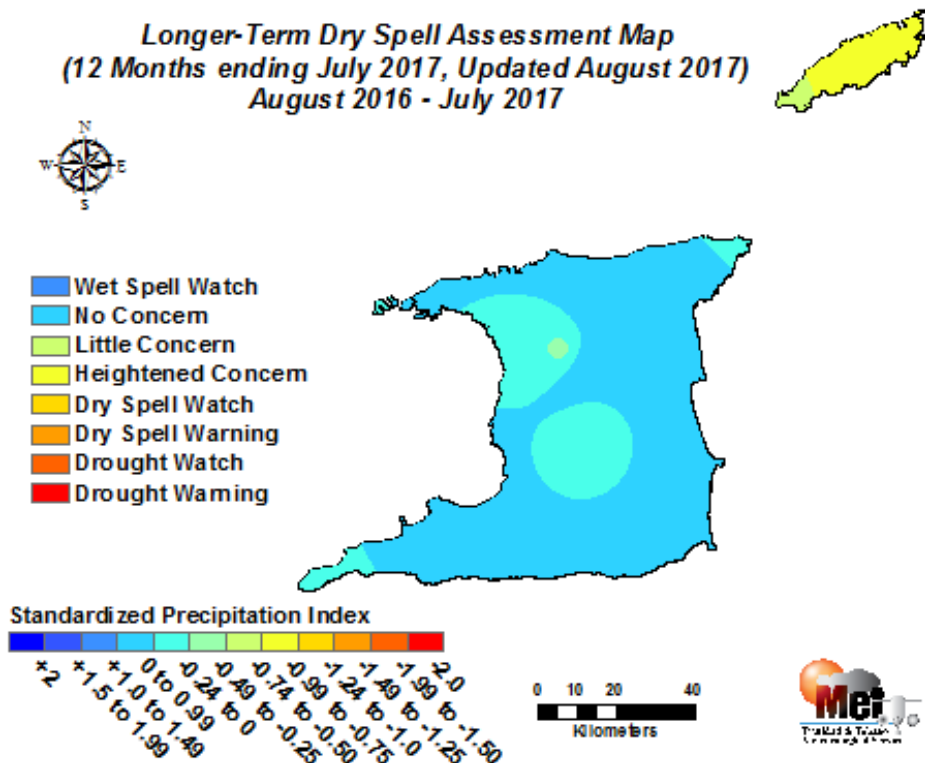 Longer-Term Dry Spell Assessment Map
(12 Months ending July 2017, Updated August 2017)
August 2016 - July 2017
N
W
E
S
Wet Spell Watch
No Concern
Little Concern
Heightened Concern
Dry Spell Watch
Dry Spell Warning
Drought Watch
Drought Warning
Standardized Precipitation Index
+2
+1.5 to 1.99
+1.0 to 1.49
0 to 0.99
-0.24 to 0
-0.49 to -0.25
-0.74 to -0.50
-0.99 to -0.75
-1.24 to -1.0
-1.49 to -1.25
-1.99 to -1.50
-2.0
0 10 20 40
Kilometers
Met